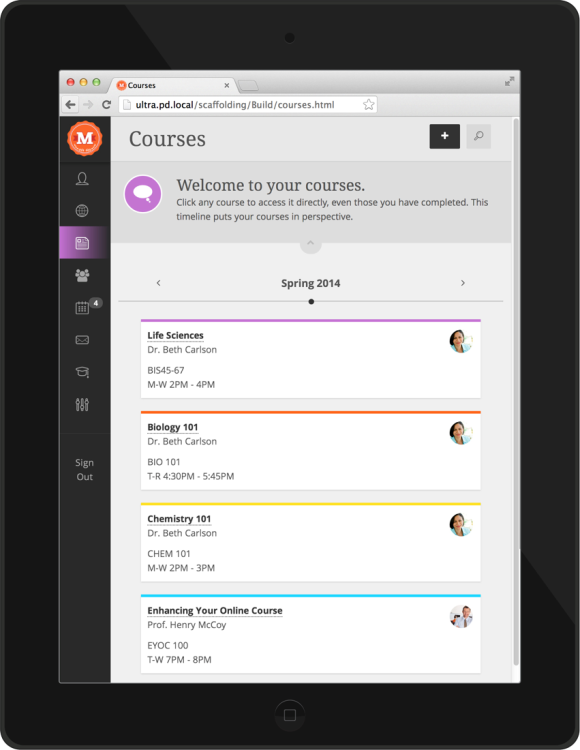 Courses
ultra.pd.local/scaffolding/Build/courses.html
M
Courses
Welcome to your courses.
Click any course to access it directly, even those you have completed. This
timeline puts your courses in perspective.
4
Spring 2014
Life Sciences
Dr. Beth Carlson
BIS45-67
M-W 2PM - 4PM
Biology 101
Dr. Beth Carlson
BIO 101
T-R 4:30PM - 5:45PM
Sign
Out
Chemistry 101
Dr. Beth Carlson
CHEM 101
M-W 2PM - 3PM
Enhancing Your Online Course
Prof. Henry McCoy
EYOC 100
T-W 7PM - 8PM